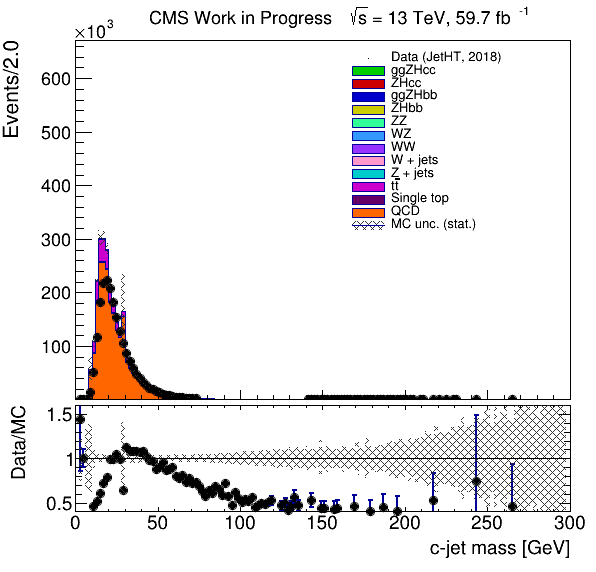 CMS Work in Progress √s = 13 TeV, 59.7 fb⁻¹
×10³
Events/2.0
600
500
400
300
200
100
Data (JetHT, 2018)
ggZHcc
ZHcc
ggZHbb
ZHbb
ZZ
WZ
WW
W + jets
Z + jets
tt̅
Single top
QCD
MC unc. (stat.)
Data/MC
1.5
1
0.5
0 50 100 150 200 250 300
c-jet mass [GeV]